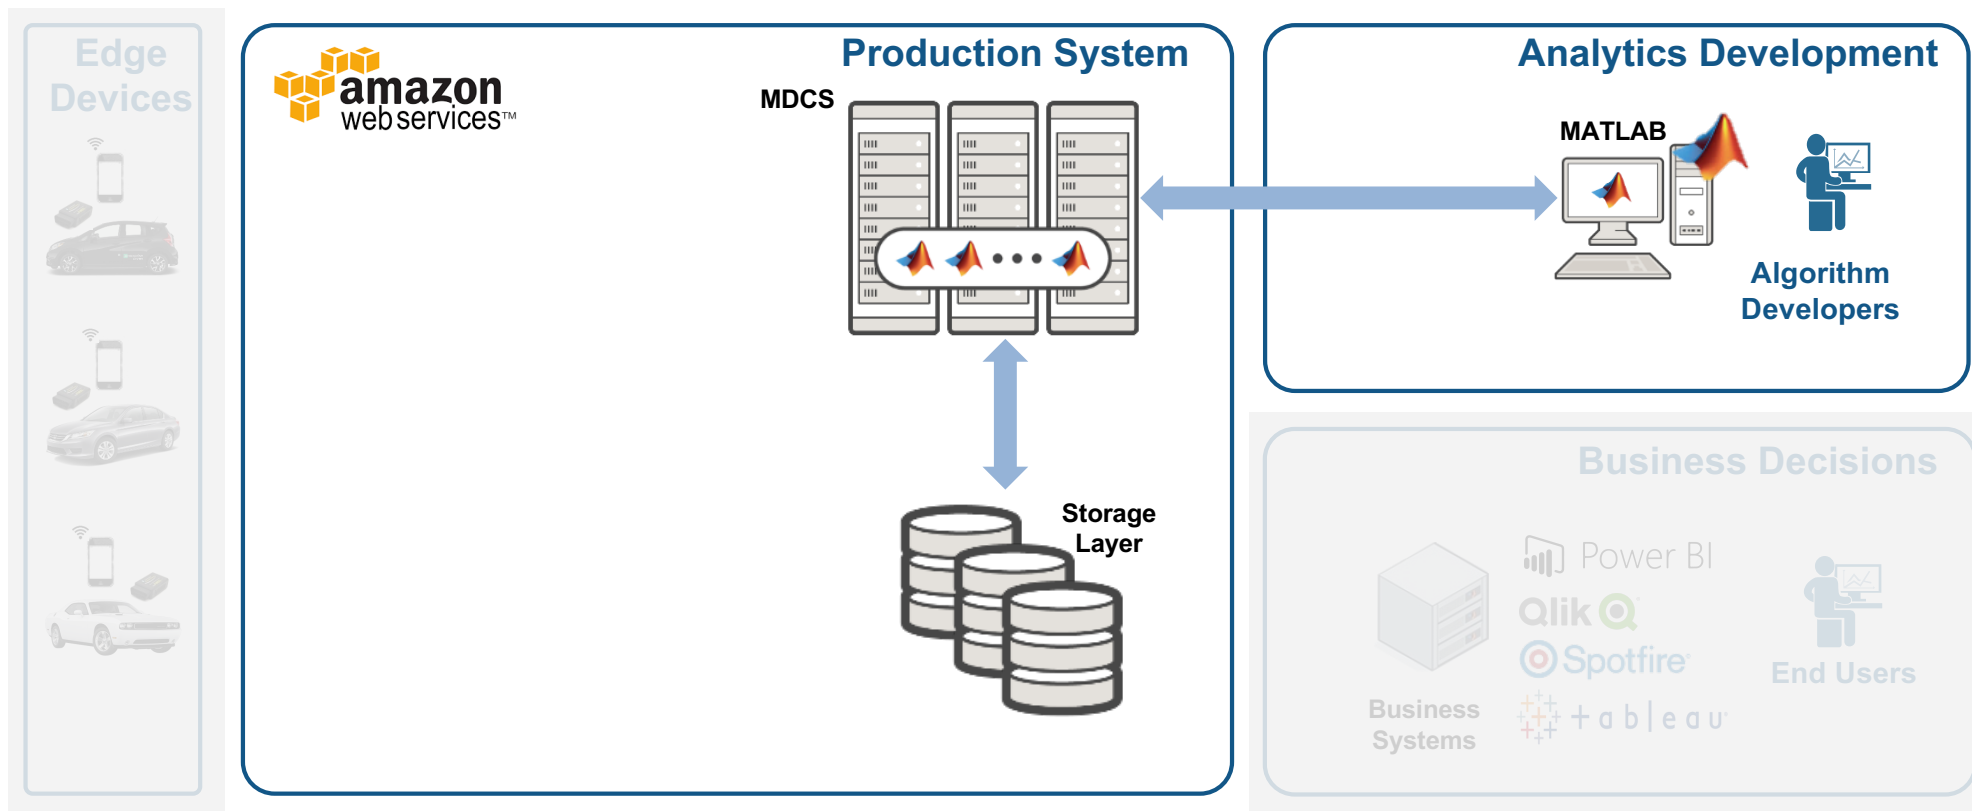 Edge
Devices
amazon
web services™
Production System
MDCS
Storage
Layer
Analytics Development
MATLAB
Algorithm
Developers
Business Decisions
Power BI
Qlik Q
Spotfire
+ableau
End Users
Business
Systems